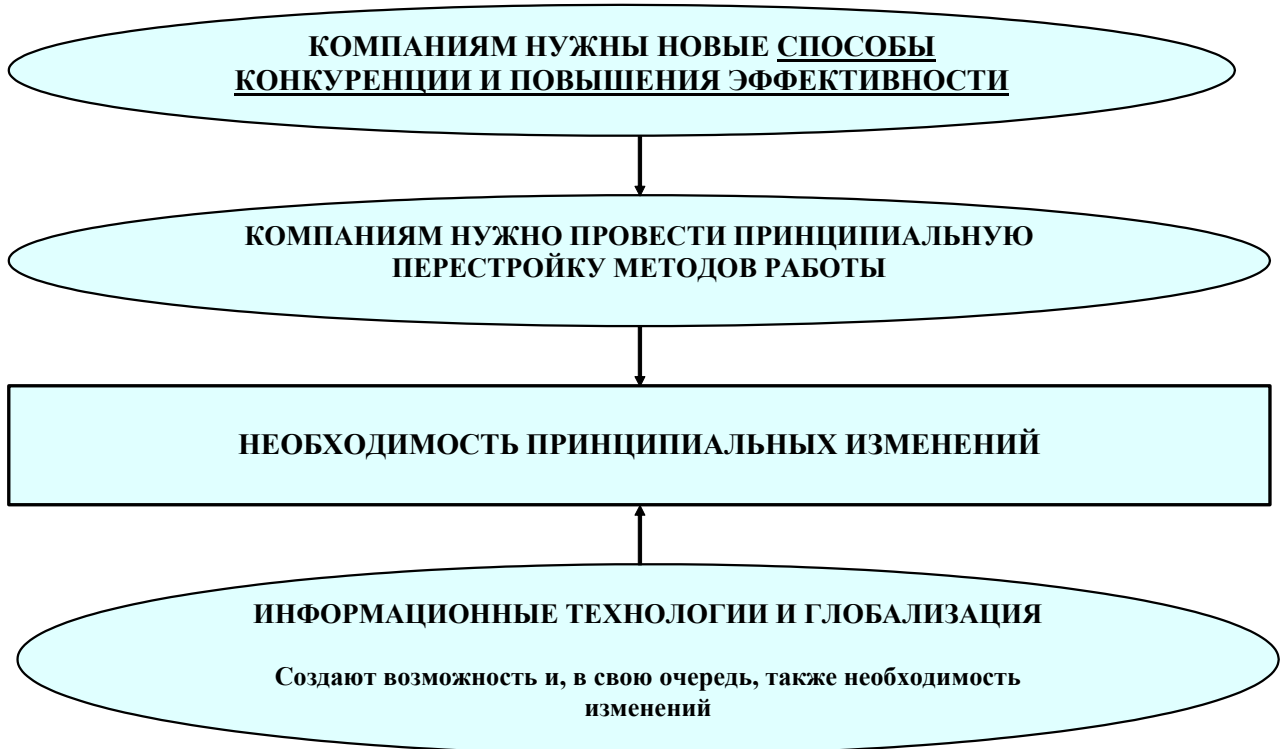 КОМПАНИЯМ НУЖНЫ НОВЫЕ СПОСОБЫ
КОНКУРЕНЦИИ И ПОВЫШЕНИЯ ЭФФЕКТИВНОСТИ
КОМПАНИЯМ НУЖНО ПРОВЕСТИ ПРИНЦИПИАЛЬНУЮ
ПЕРЕСТРОЙКУ МЕТОДОВ РАБОТЫ
НЕОБХОДИМОСТЬ ПРИНЦИПИАЛЬНЫХ ИЗМЕНЕНИЙ
ИНФОРМАЦИОННЫЕ ТЕХНОЛОГИИ И ГЛОБАЛИЗАЦИЯ
Создают возможность и, в свою очередь, также необходимость
изменений